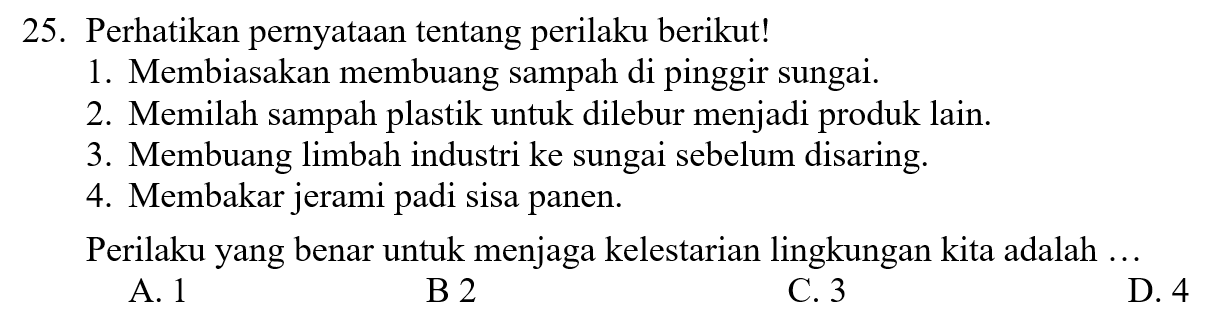 25. Perhatikan pernyataan tentang perilaku berikut!
1. Membiasakan membuang sampah di pinggir sungai.
2. Memilah sampah plastik untuk dilebur menjadi produk lain.
3. Membuang limbah industri ke sungai sebelum disaring.
4. Membakar jerami padi sisa panen.
Perilaku yang benar untuk menjaga kelestarian lingkungan kita adalah …
A. 1 B 2 C. 3 D. 4